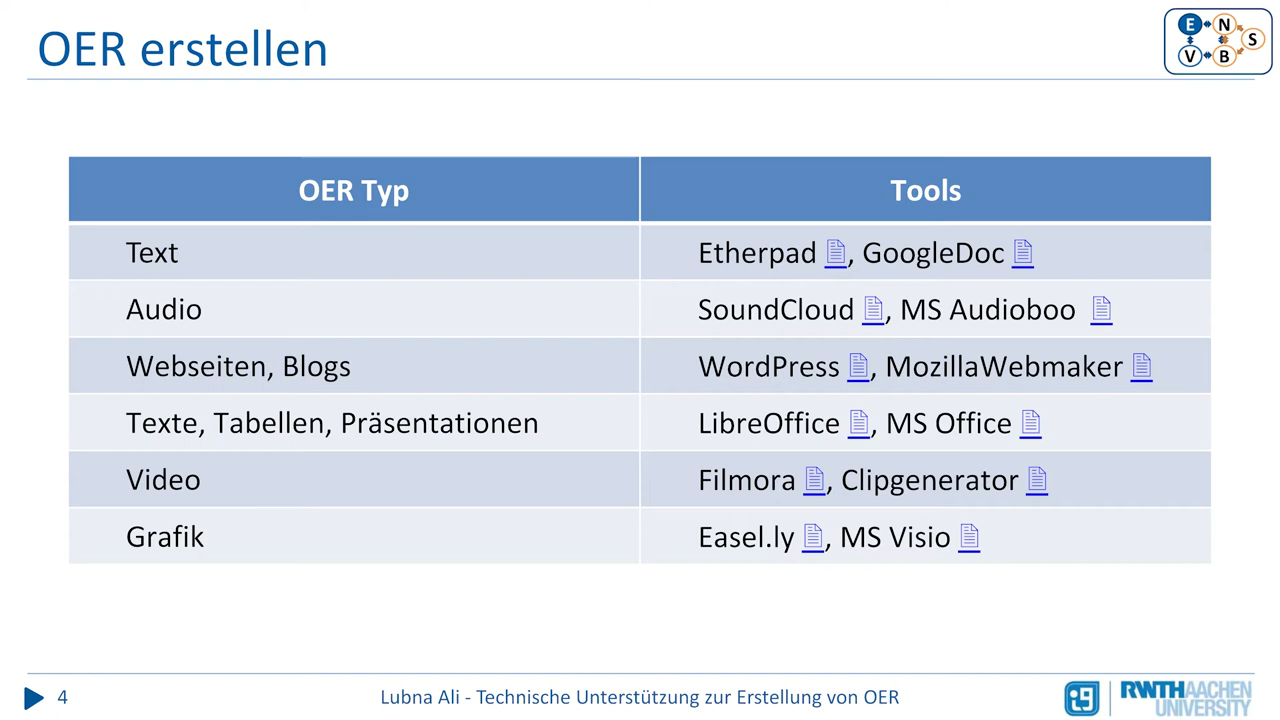 OER erstellen
E N S V B
OER Typ Tools
Text Etherpad , GoogleDoc
Audio SoundCloud , MS Audioboo
Webseiten, Blogs WordPress , MozillaWebmaker
Texte, Tabellen, Präsentationen LibreOffice , MS Office
Video Filmora , Clipgenerator
Grafik Easel.ly , MS Visio
4 Lubna Ali - Technische Unterstützung zur Erstellung von OER
i9 RWTHAACHEN
UNIVERSITY